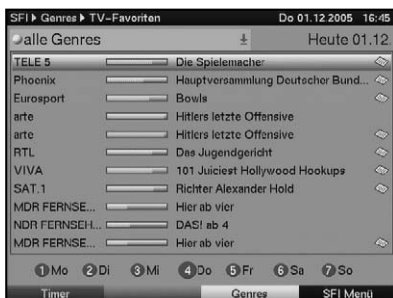 SFI Genres TV-Favoriten Do 01.12.2005 16:45
alle Genres Heute 01.12.
TELE 5 Die Spielemacher
Phoenix Hauptversammlung Deutscher Bund...
Eurosport Bowls
arte Hitlers letzte Offensive
arte Hitlers letzte Offensive
RTL Das Jugendgericht
VIVA 101 Juiciest Hollywood Hookups
SAT.1 Richter Alexander Hold
MDR FERNSE... Hier ab vier
NDR FERNSEH... DAS! ab 4
MDR FERNSE... Hier ab vier
1 Mo 2 Di 3 Mi 4 Do 5 Fr 6 Sa 7 So
Timer Genres SFI Menü